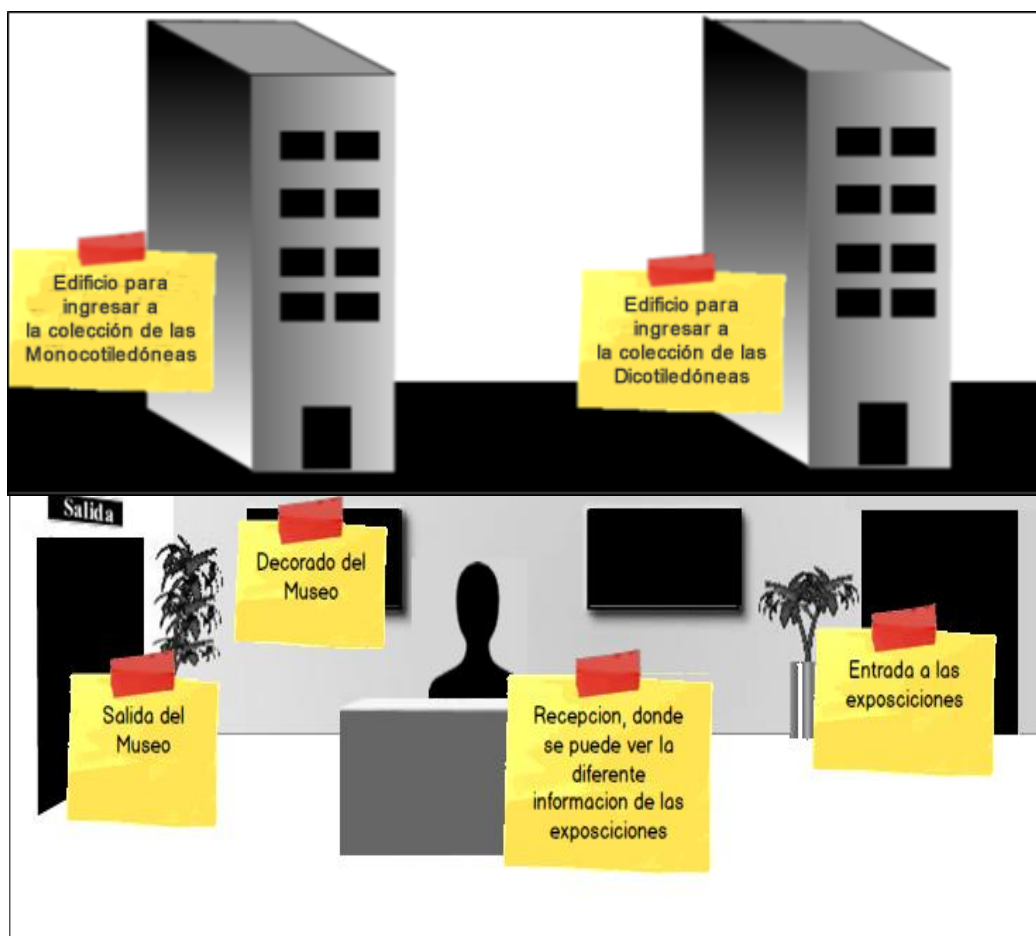 Edificio para
ingresar a
la colección de las
Monocotiledóneas
Edificio para
ingresar a
la colección de las
Dicotiledóneas
Salida
Decorado del
Museo
Salida del
Museo
Recepcion, donde
se puede ver la
diferente
informacion de las
exposciciones
Entrada a las
exposciciones